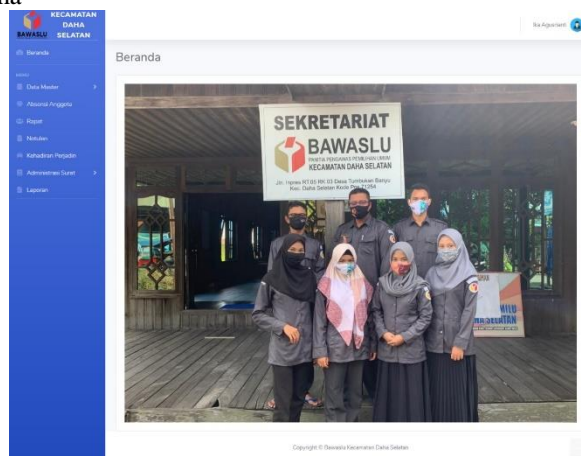 KECAMATAN
DAHA
SELATAN
BAWASLU
Beranda
Data Master
Absensi Anggota
Rapat
Notulen
Kehadiran Perjadin
Administrasi Surat
Laporan
Ika Agusrianti
Beranda
SEKRETARIAT
BAWASLU
PANITIA PENGAWAS PEMILIHAN UMUM
KECAMATAN DAHA SELATAN
Kec. Daha Selatan Kode Pos 71254
Copyright © Bawaslu Kecamatan Daha Selatan